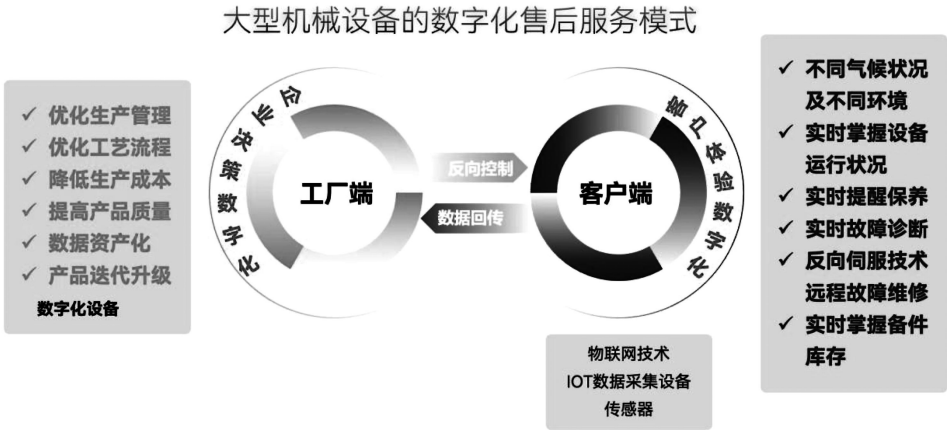 大型机械设备的数字化售后服务模式
优化生产管理
优化工艺流程
降低生产成本
提高产品质量
数据资产化
产品迭代升级
数字化设备
企业决策数字化
工厂端
反向控制
数据回传
客户端
客户体验数字化
物联网技术
IOT数据采集设备
传感器
不同气候状况
及不同环境
实时掌握设备
运行状况
实时提醒保养
实时故障诊断
反向伺服技术
远程故障维修
实时掌握备件
库存